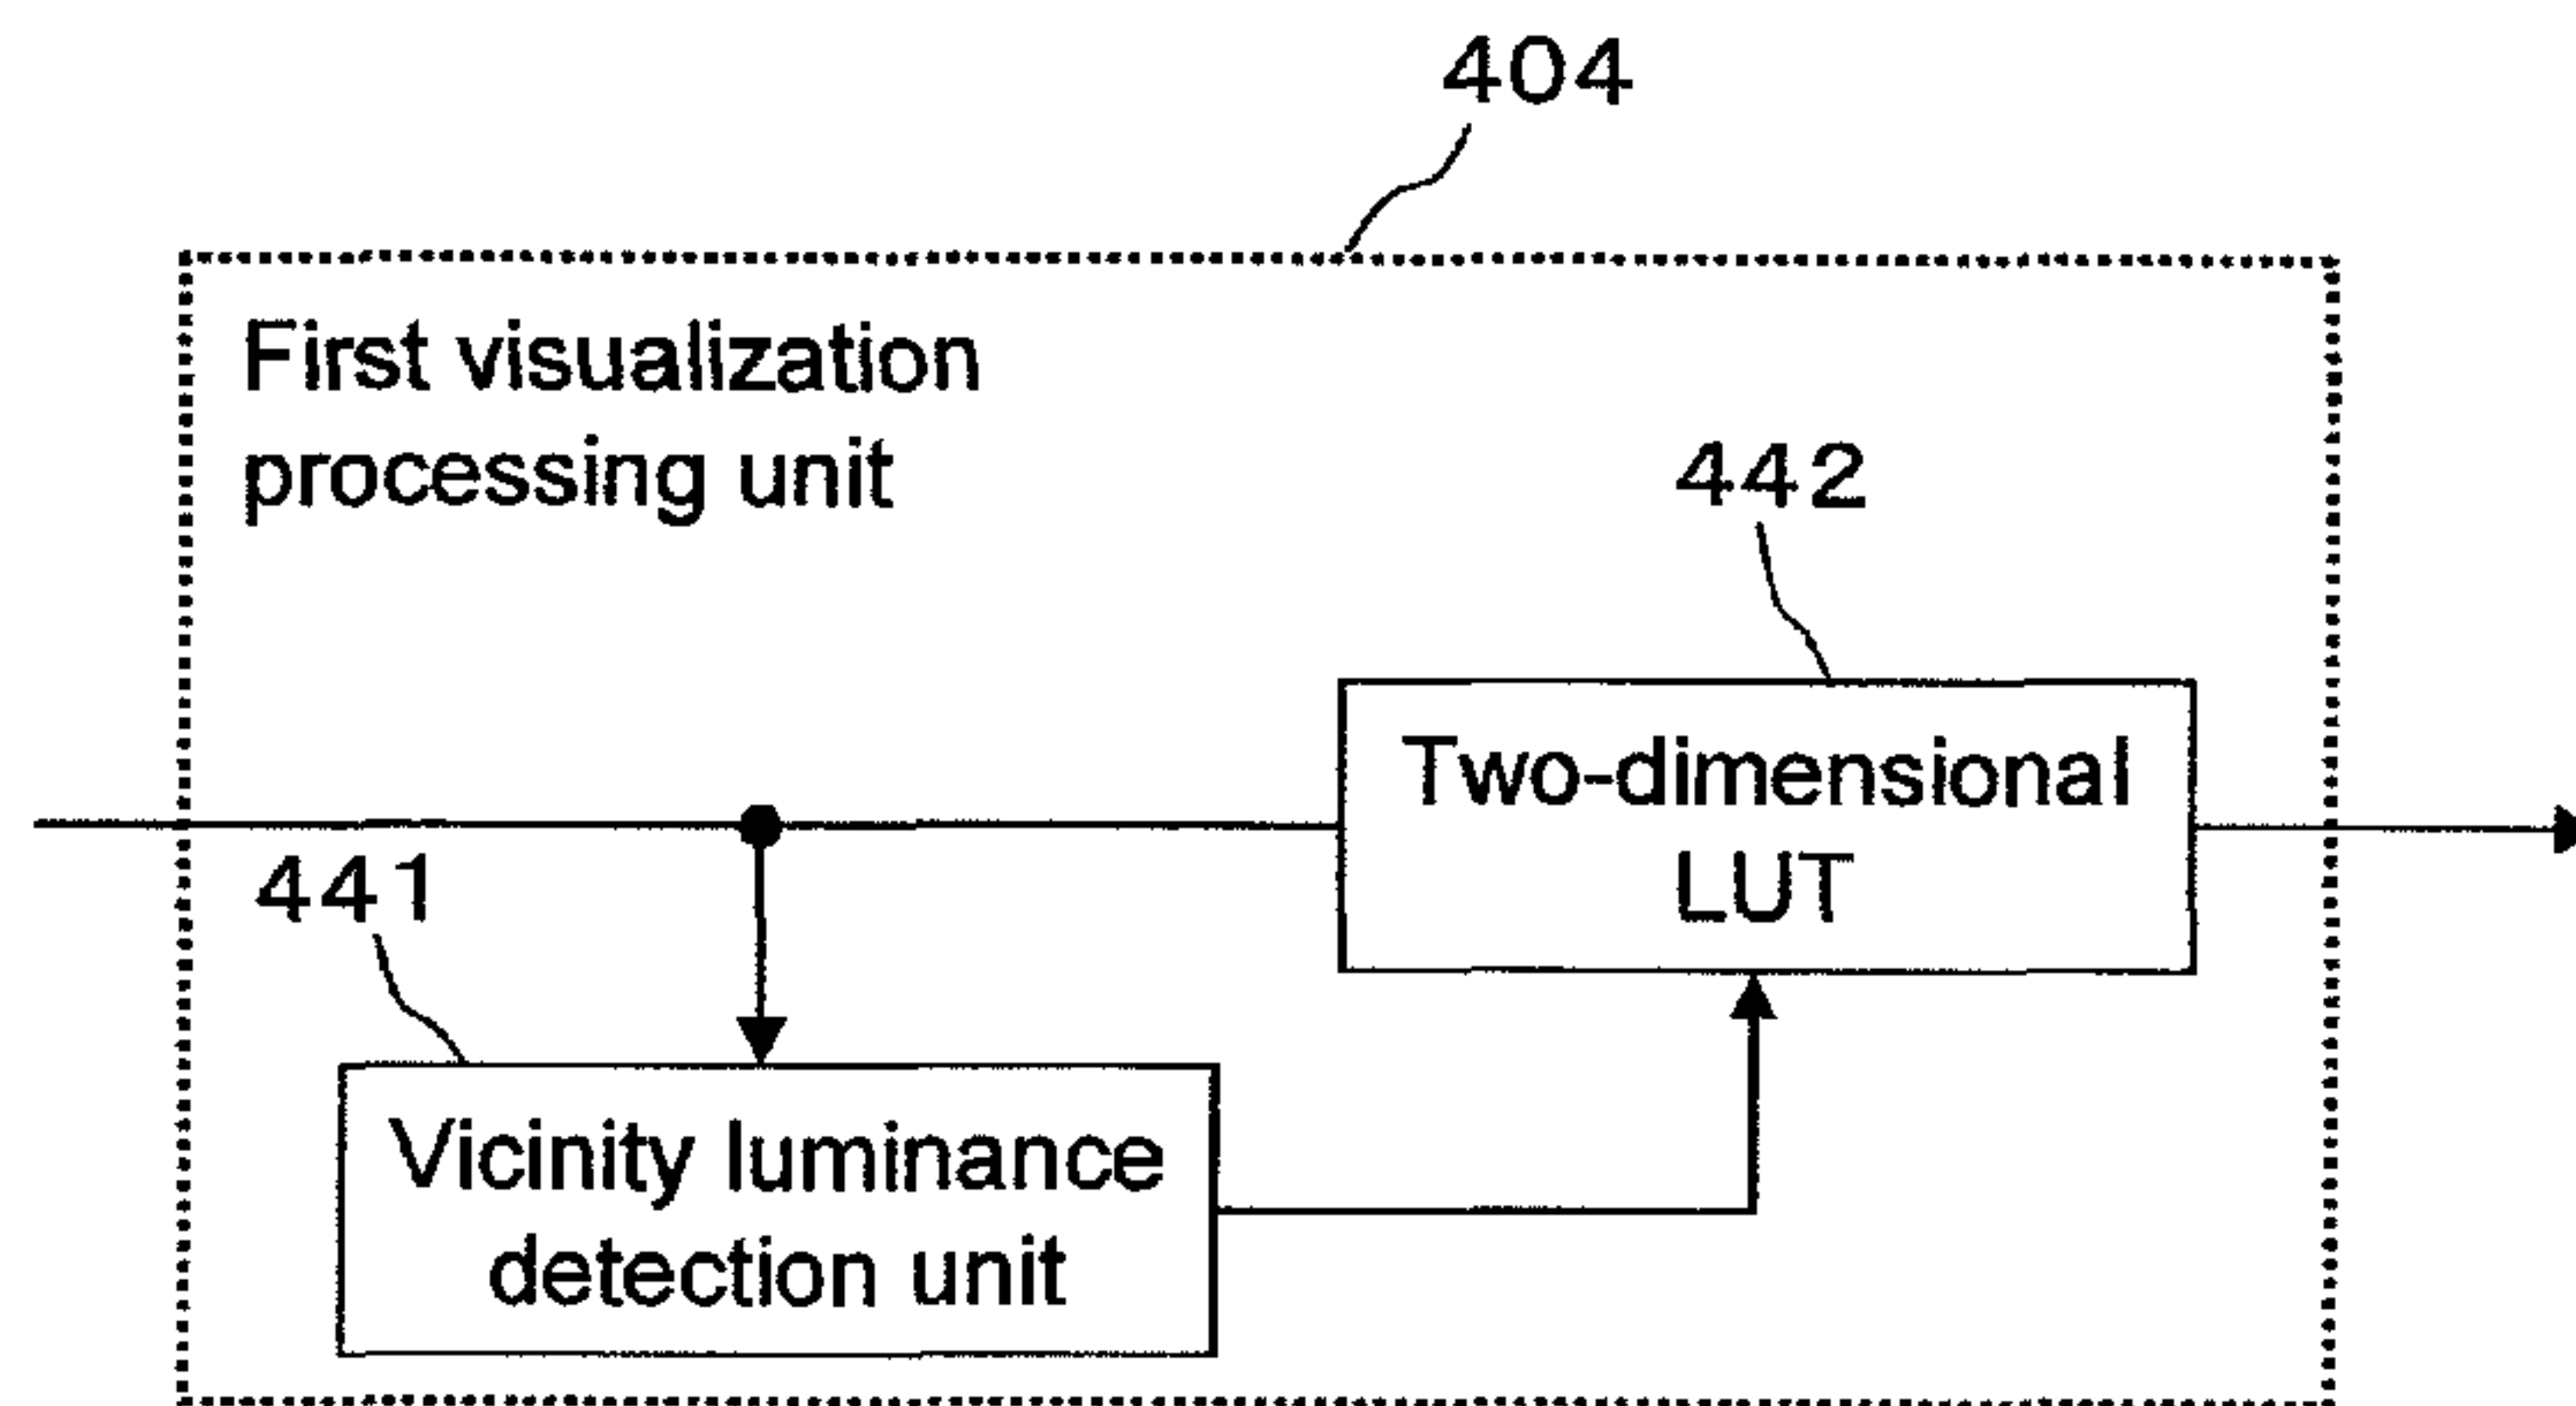 404
First visualization
processing unit
442
Two-dimensional
LUT
441
Vicinity luminance
detection unit